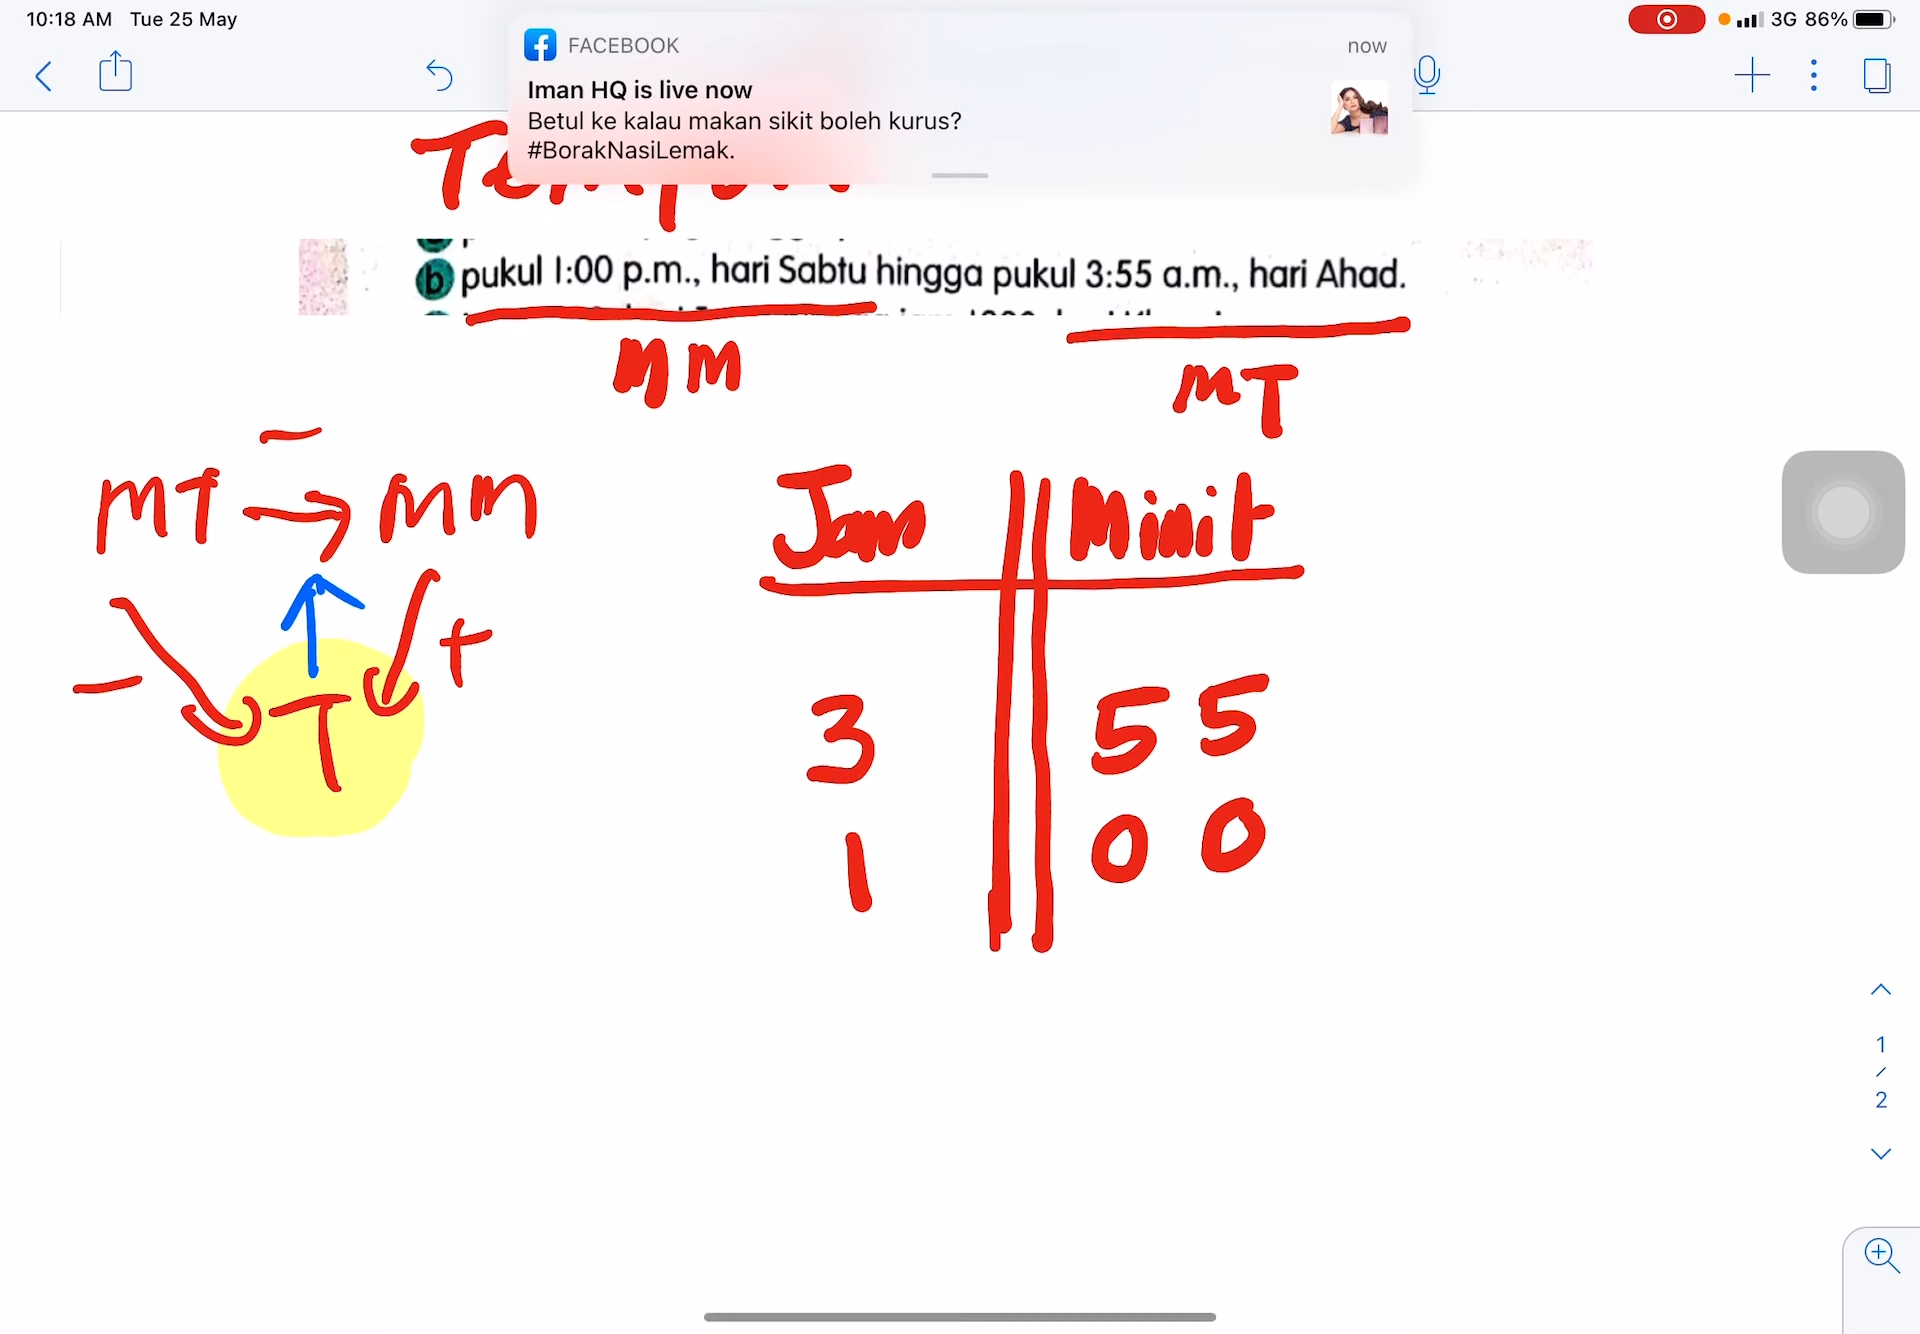 10:18 AM Tue 25 May
3G 86%
FACEBOOK
now
Iman HQ is live now
Betul ke kalau makan sikit boleh kurus?
#BorakNasiLemak.
b pukul 1:00 p.m., hari Sabtu hingga pukul 3:55 a.m., hari Ahad.
MM
MT
–
MT → MM
– +
T
Jam Minit
3 55
1 00
1
/
2